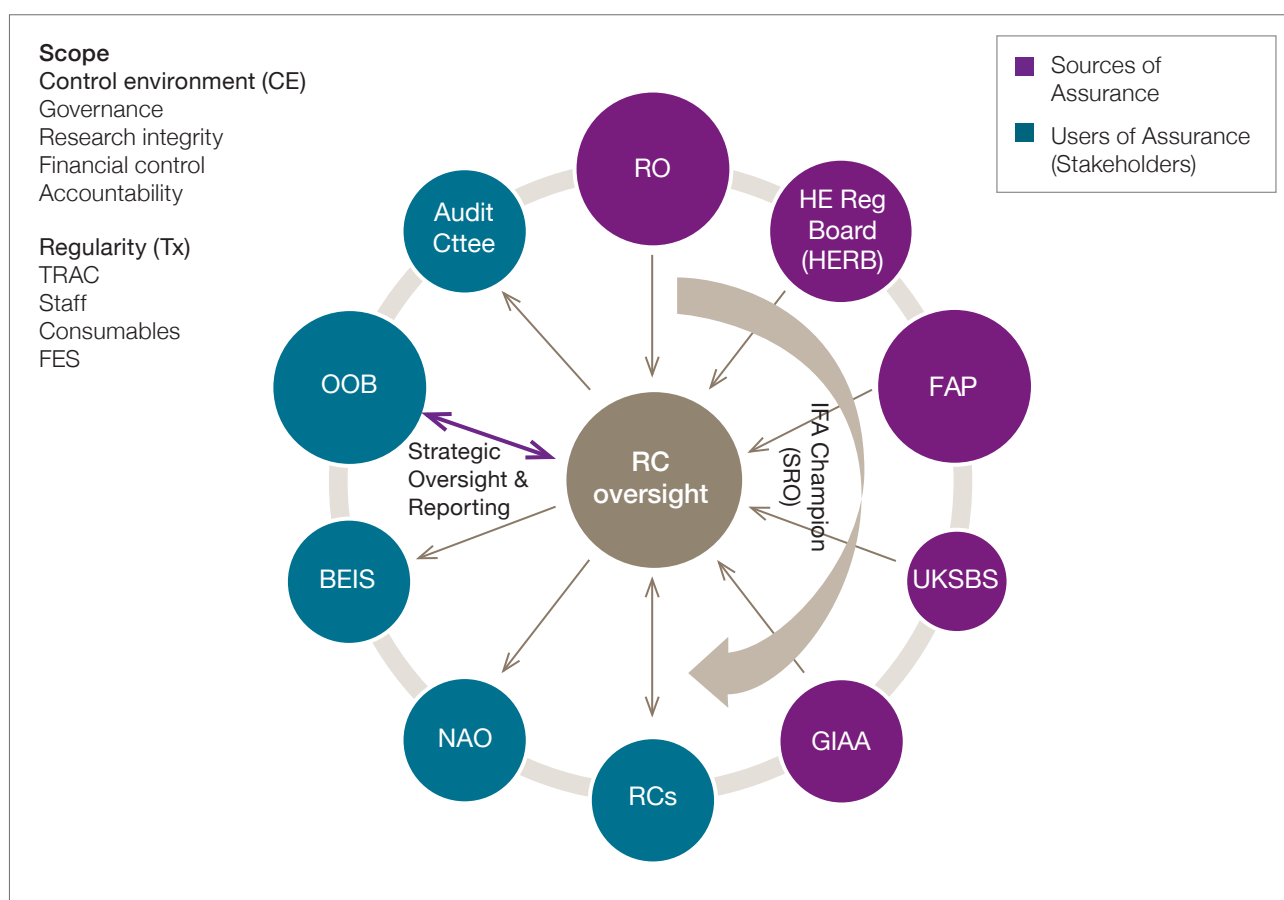 Scope
Control environment (CE)
Governance
Research integrity
Financial control
Accountability
Regularity (Tx)
TRAC
Staff
Consumables
FES
Sources of
Assurance
Users of Assurance
(Stakeholders)
RO
HE Reg
Board
(HERB)
FAP
UKSBS
GIAA
RCs
NAO
BEIS
OOB
Audit
Cttee
Strategic
Oversight &
Reporting
RC
oversight
IFA Champion
(SRO)